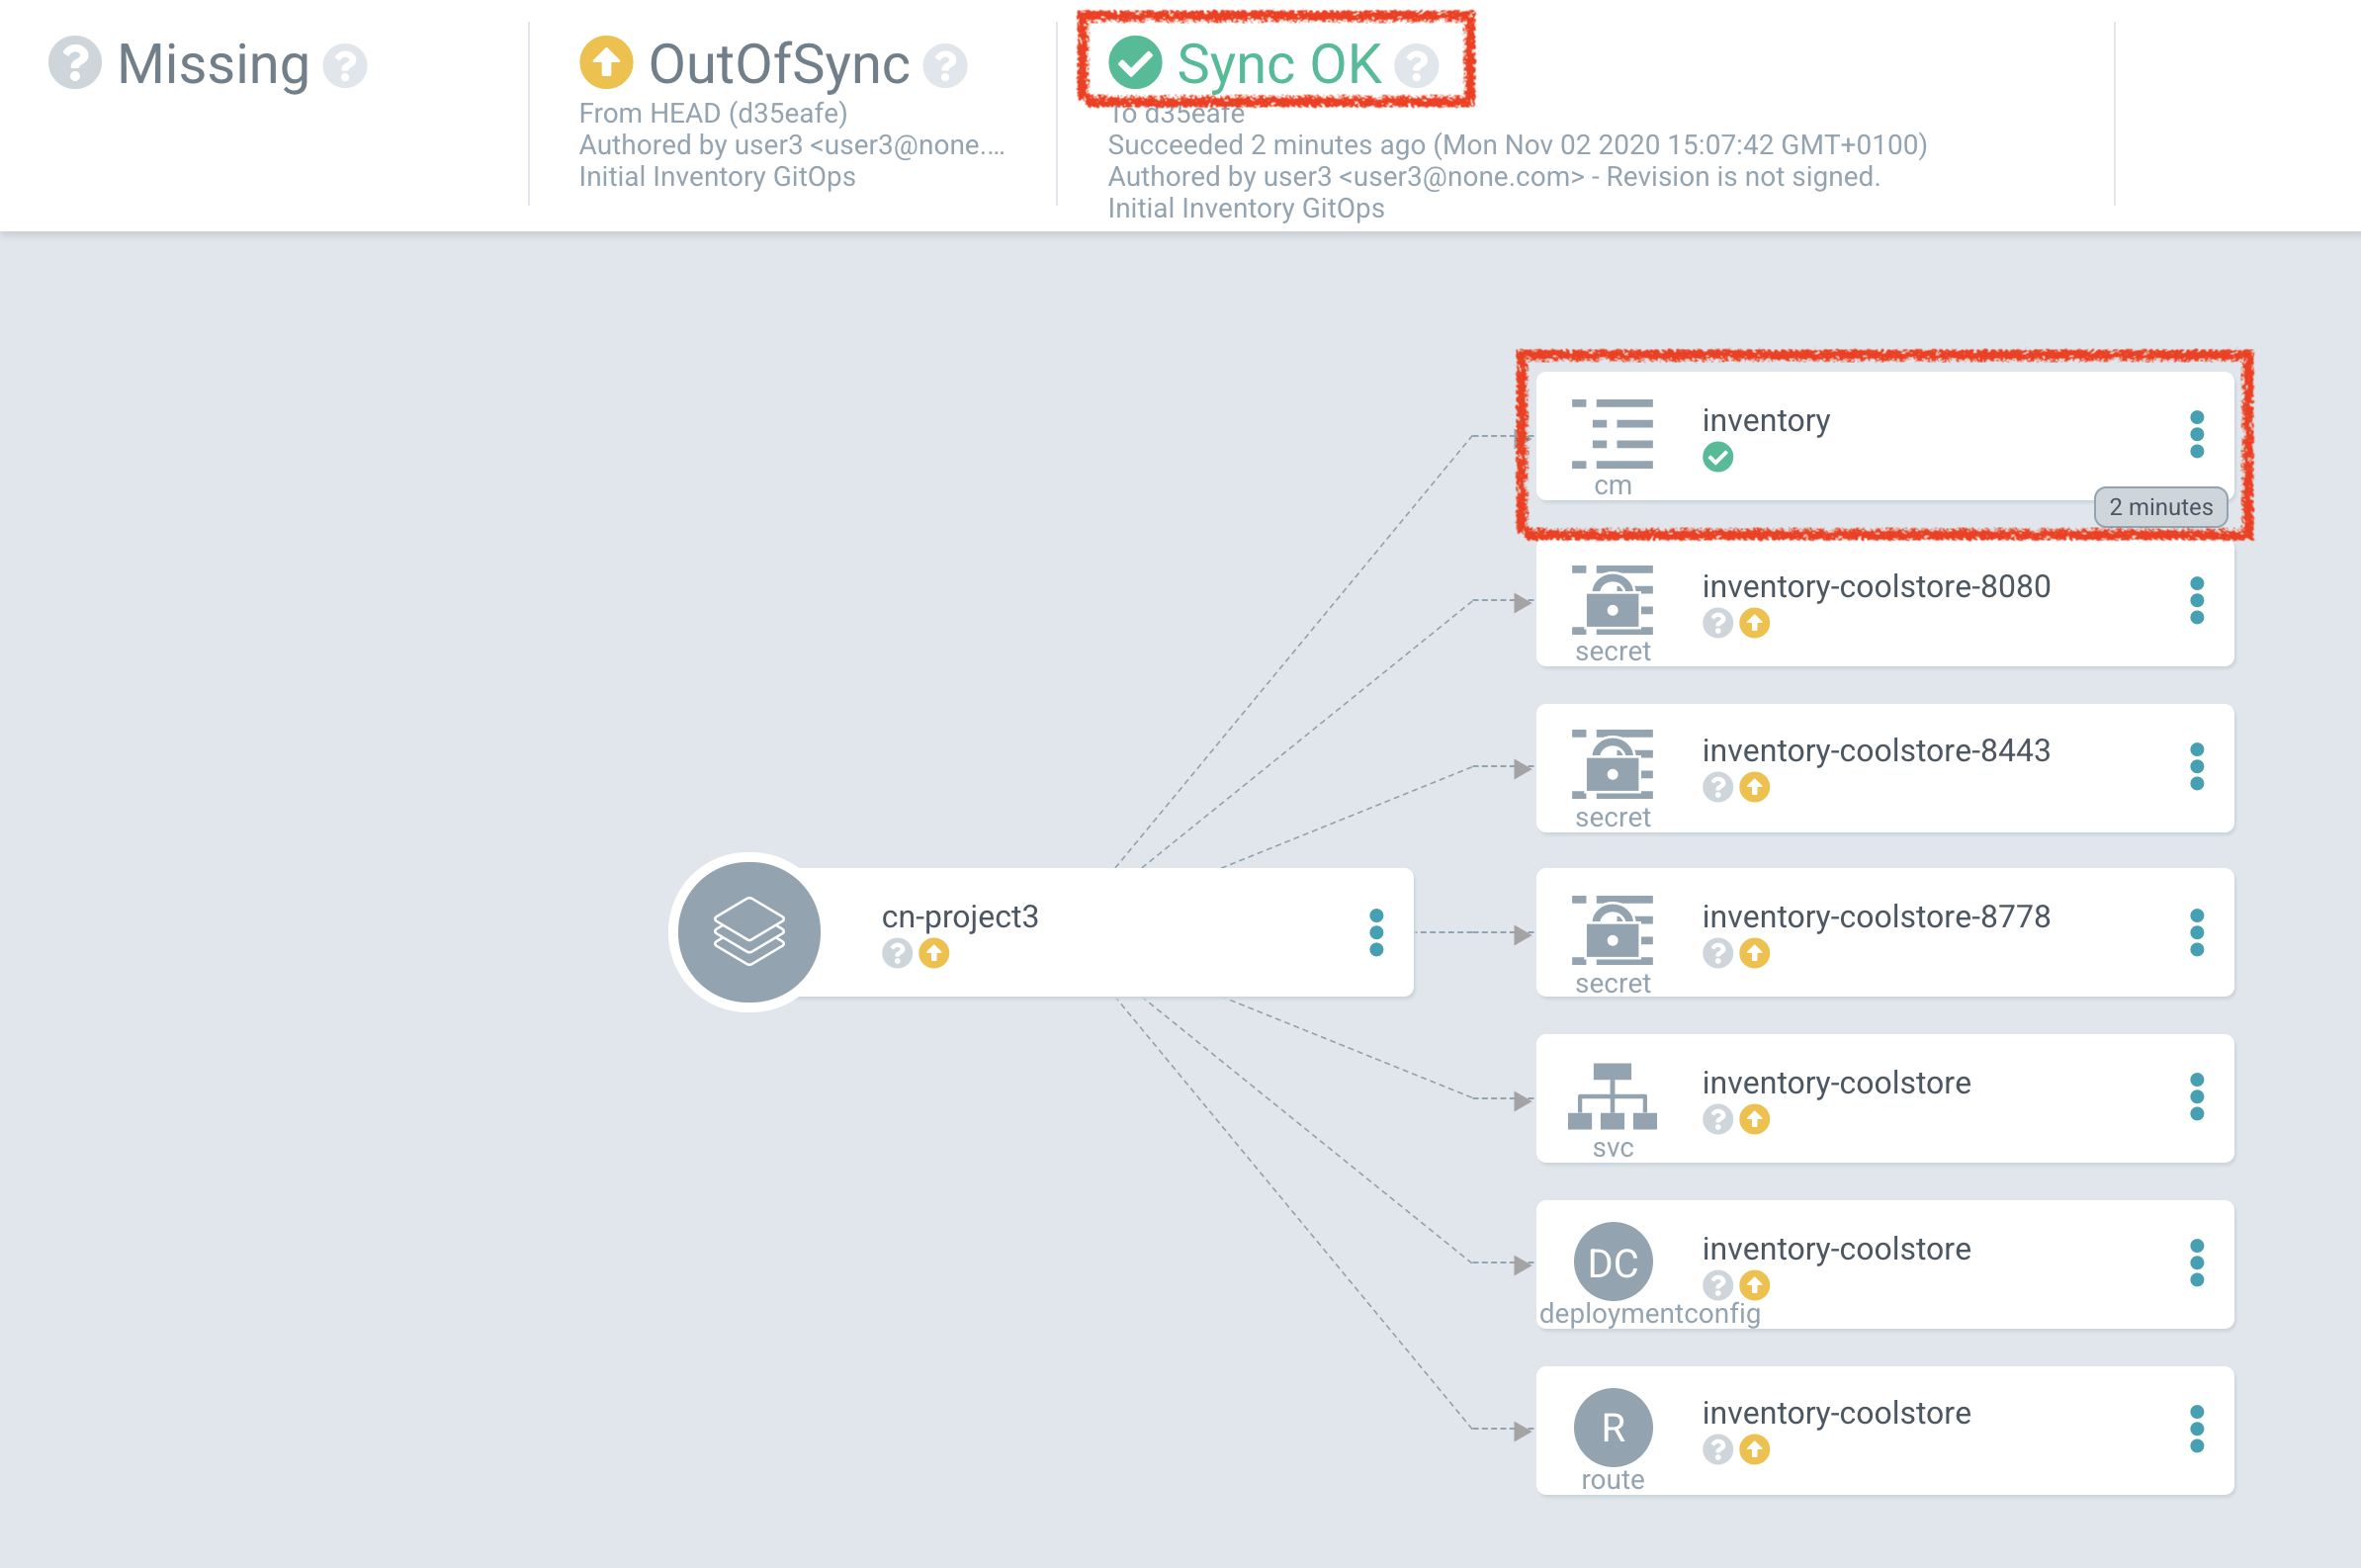 Missing
OutOfSync
From HEAD (d35eafe)
Authored by user3 <user3@none....
Initial Inventory GitOps
Sync OK
To d35eafe
Succeeded 2 minutes ago (Mon Nov 02 2020 15:07:42 GMT+0100)
Authored by user3 <user3@none.com> - Revision is not signed.
Initial Inventory GitOps
cn-project3
inventory
cm
2 minutes
inventory-coolstore-8080
secret
inventory-coolstore-8443
secret
inventory-coolstore-8778
secret
inventory-coolstore
svc
inventory-coolstore
DC
deploymentconfig
inventory-coolstore
R
route